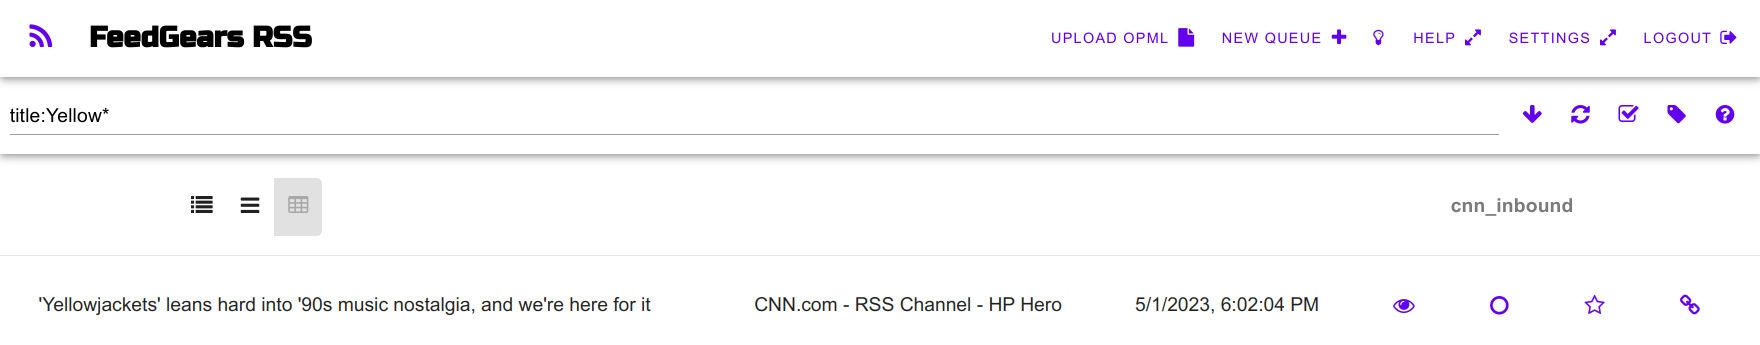 FeedGears RSS
UPLOAD OPML NEW QUEUE HELP SETTINGS LOGOUT
title:Yellow*
cnn_inbound
'Yellowjackets' leans hard into '90s music nostalgia, and we're here for it CNN.com - RSS Channel - HP Hero 5/1/2023, 6:02:04 PM